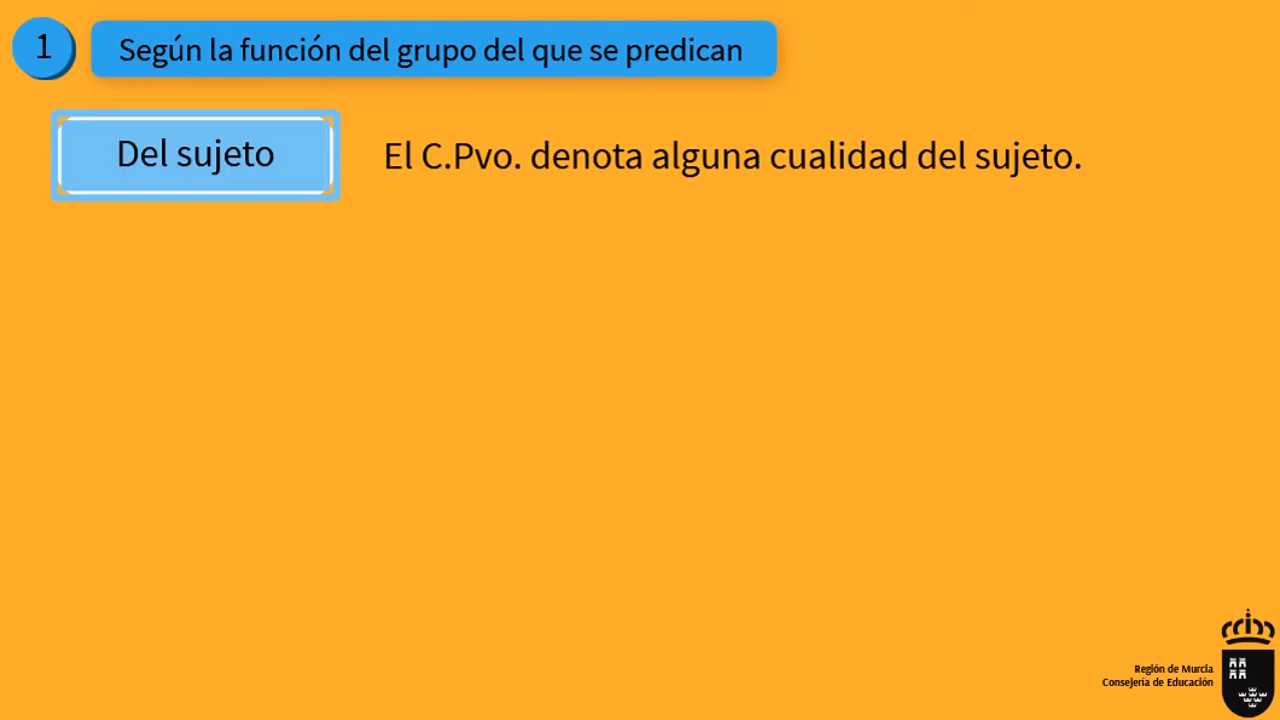 1
Según la función del grupo del que se predican
Del sujeto
El C.Pvo. denota alguna cualidad del sujeto.
Región de Murcia
Consejería de Educación